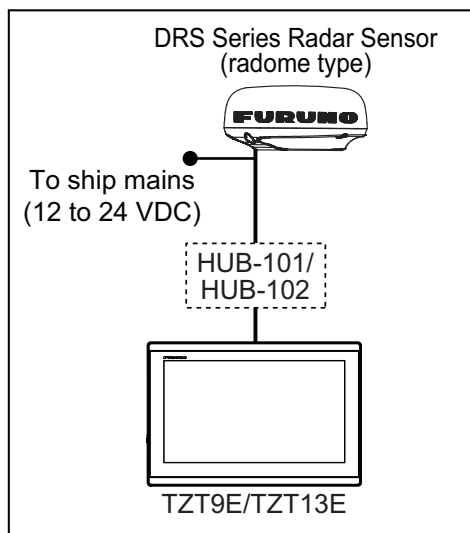 DRS Series Radar Sensor
(radome type)
FURUNO
To ship mains
(12 to 24 VDC)
HUB-101/
HUB-102
TZT9E/TZT13E